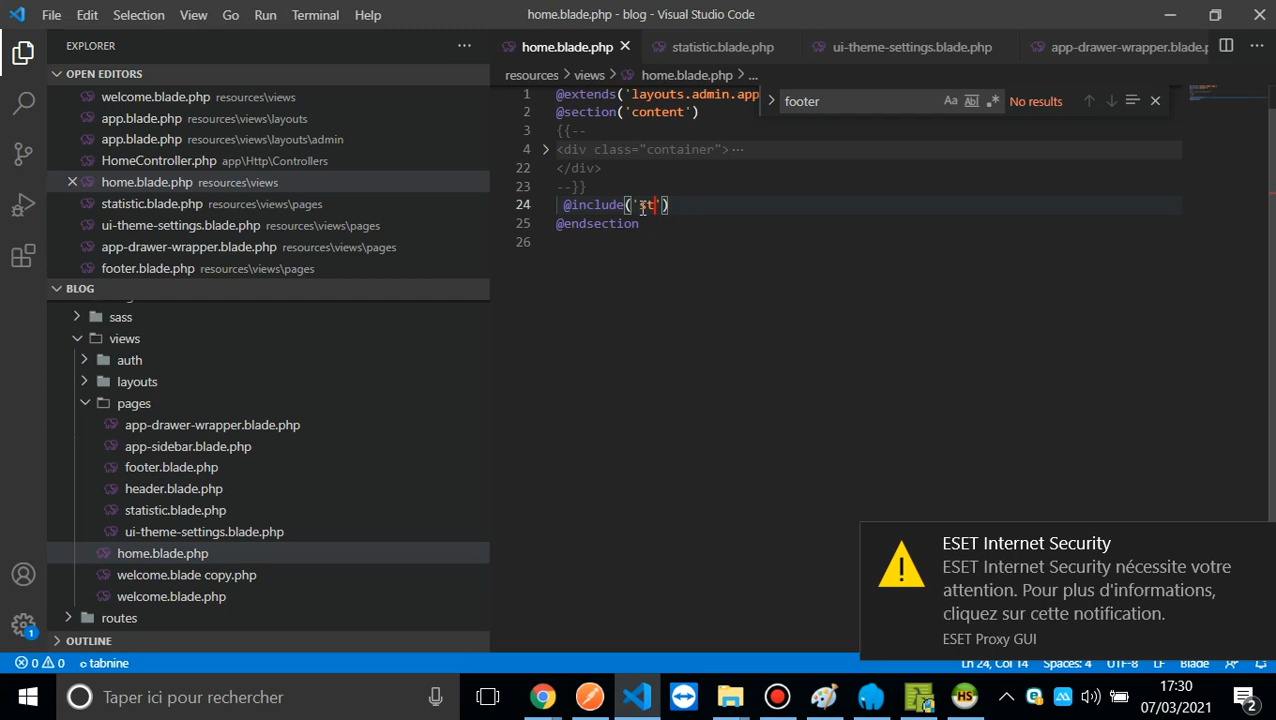 File Edit Selection View Go Run Terminal Help
home.blade.php - blog - Visual Studio Code
EXPLORER
OPEN EDITORS
welcome.blade.php resources\views
app.blade.php resources\views\layouts
app.blade.php resources\views\layouts\admin
HomeController.php app\Http\Controllers
home.blade.php resources\views
statistic.blade.php resources\views\pages
ui-theme-settings.blade.php resources\views\pages
app-drawer-wrapper.blade.php resources\views\pages
footer.blade.php resources\views\pages
BLOG
sass
views
auth
layouts
pages
app-drawer-wrapper.blade.php
app-sidebar.blade.php
footer.blade.php
header.blade.php
statistic.blade.php
ui-theme-settings.blade.php
home.blade.php
welcome.blade copy.php
welcome.blade.php
routes
OUTLINE
home.blade.php statistic.blade.php ui-theme-settings.blade.php app-drawer-wrapper.blade.p
resources > views > home.blade.php > ...
footer Aa Abl .* No results
1 @extends('layouts.admin.app
2 @section('content')
3 {{--
4 <div class="container">...
22 </div>
23 --}}
24 @include('st')
25 @endsection
26
ESET Internet Security
ESET Internet Security nécessite votre
attention. Pour plus d'informations,
cliquez sur cette notification.
ESET Proxy GUI
0 0 tabnine
Ln 24, Col 14 Spaces: 4 UTF-8 LF Blade
1
Taper ici pour rechercher
HS
17:30
07/03/2021
2